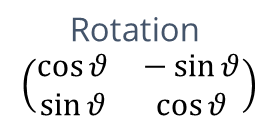 Rotation
(cos ϑ − sin ϑ
sin ϑ cos ϑ)